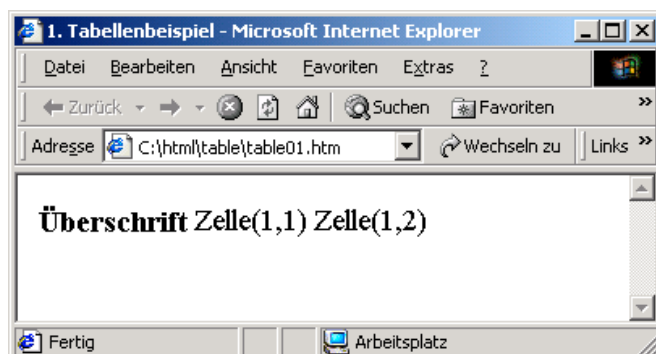 1. Tabellenbeispiel - Microsoft Internet Explorer
Datei Bearbeiten Ansicht Favoriten Extras ?
Zurück Suchen Favoriten »
Adresse C:\html\table\table01.htm Wechseln zu Links »
Überschrift Zelle(1,1) Zelle(1,2)
Fertig Arbeitsplatz